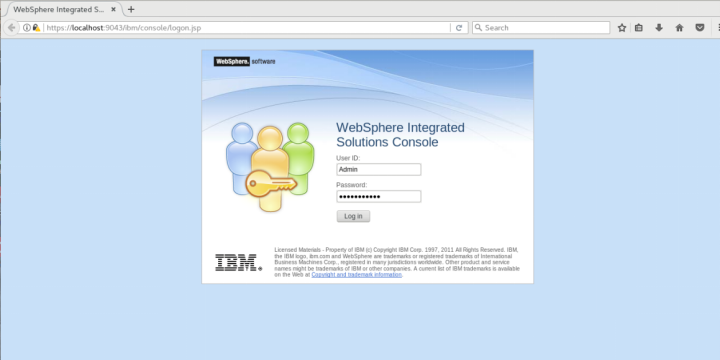 WebSphere Integrated S...
https://localhost:9043/ibm/console/logon.jsp
Search
WebSphere. software
WebSphere Integrated
Solutions Console
User ID:
Admin
Password:
•••••••••••
Log in
IBM
Licensed Materials - Property of IBM (c) Copyright IBM Corp. 1997, 2011 All Rights Reserved. IBM,
the IBM logo, ibm.com and WebSphere are trademarks or registered trademarks of International
Business Machines Corp., registered in many jurisdictions worldwide. Other product and service
names might be trademarks of IBM or other companies. A current list of IBM trademarks is available
on the Web at Copyright and trademark information.